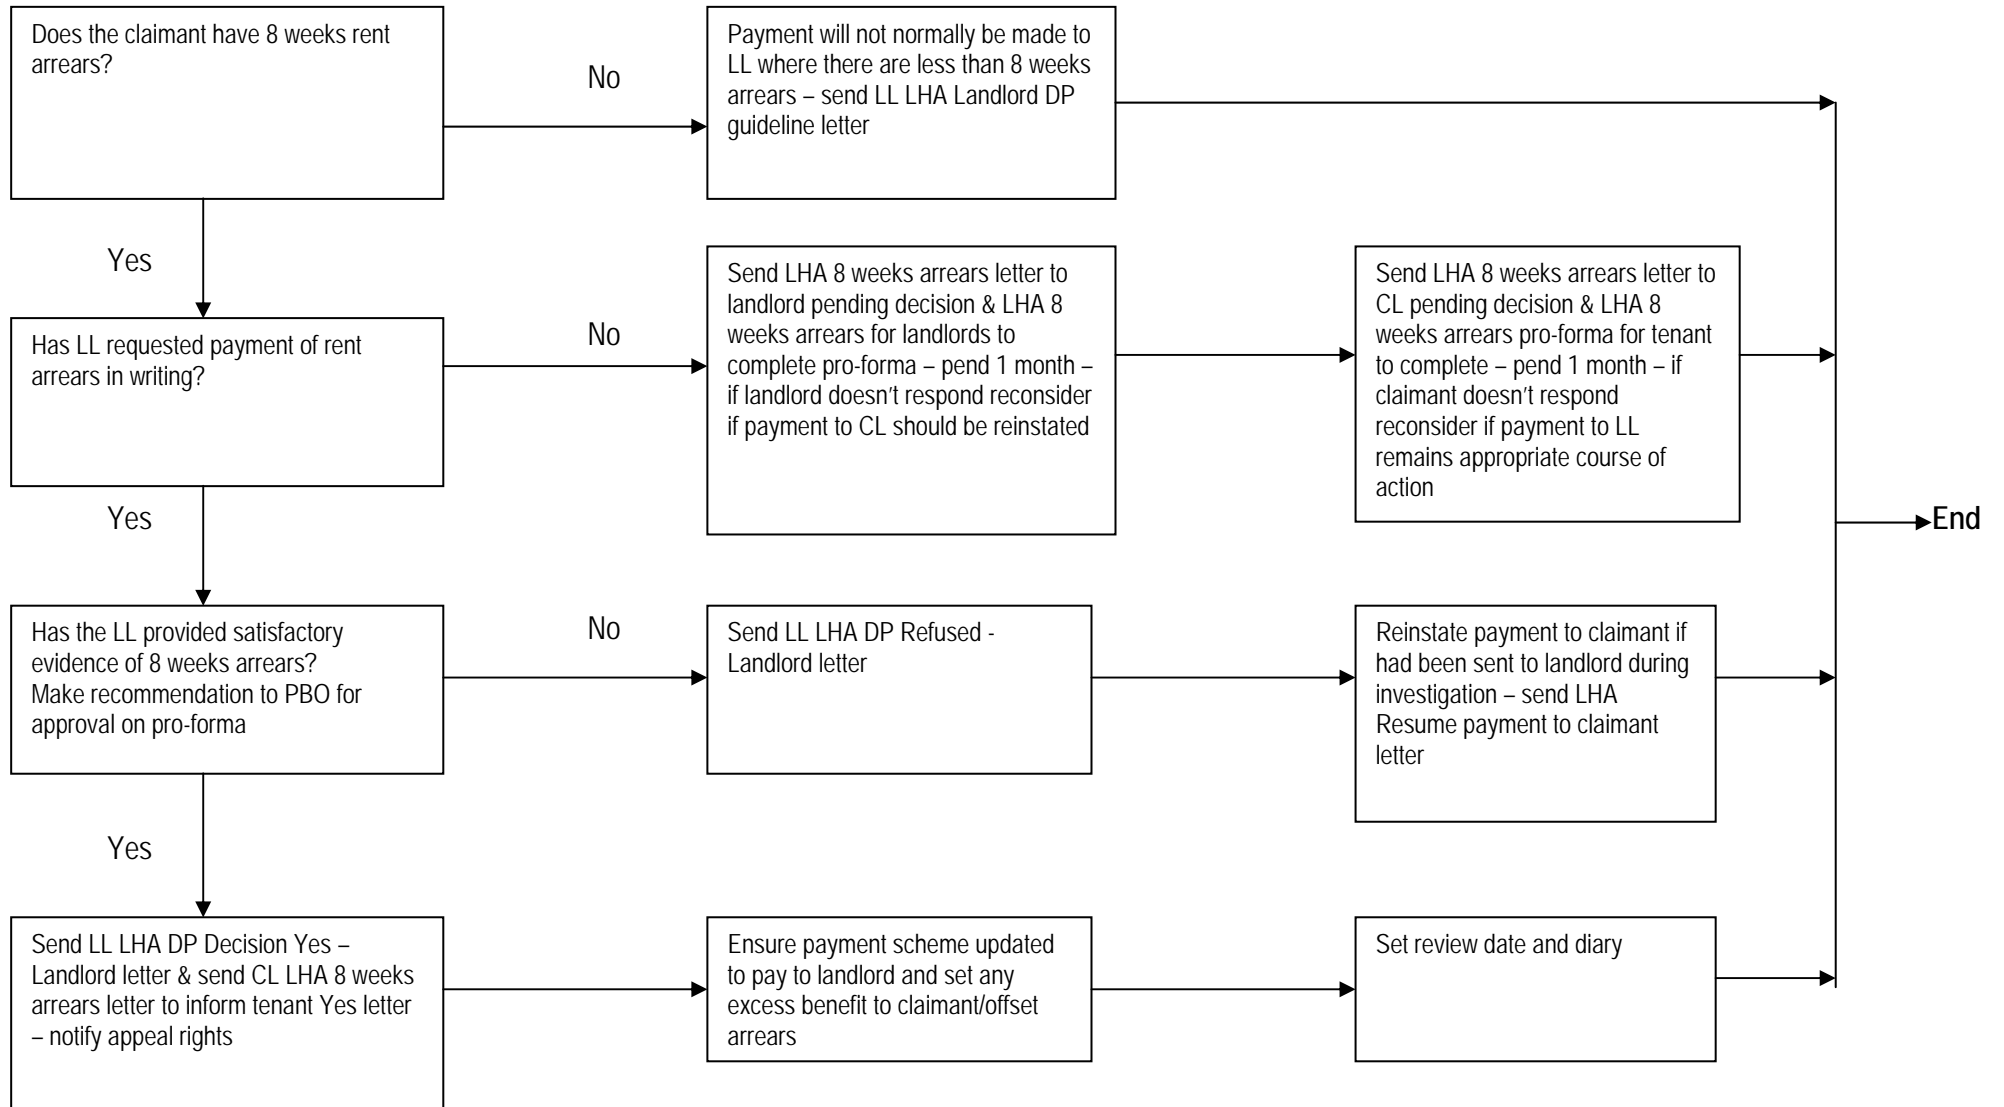 Does the claimant have 8 weeks rent
arrears?
No
Payment will not normally be made to
LL where there are less than 8 weeks
arrears – send LL LHA Landlord DP
guideline letter
Yes
Has LL requested payment of rent
arrears in writing?
No
Send LHA 8 weeks arrears letter to
landlord pending decision & LHA 8
weeks arrears for landlords to
complete pro-forma – pend 1 month –
if landlord doesn't respond reconsider
if payment to CL should be reinstated
Send LHA 8 weeks arrears letter to
CL pending decision & LHA 8
weeks arrears pro-forma for tenant
to complete – pend 1 month – if
claimant doesn't respond
reconsider if payment to LL
remains appropriate course of
action
End
Yes
Has the LL provided satisfactory
evidence of 8 weeks arrears?
Make recommendation to PBO for
approval on pro-forma
No
Send LL LHA DP Refused -
Landlord letter
Reinstate payment to claimant if
had been sent to landlord during
investigation – send LHA
Resume payment to claimant
letter
Yes
Send LL LHA DP Decision Yes –
Landlord letter & send CL LHA 8 weeks
arrears letter to inform tenant Yes letter
– notify appeal rights
Ensure payment scheme updated
to pay to landlord and set any
excess benefit to claimant/offset
arrears
Set review date and diary